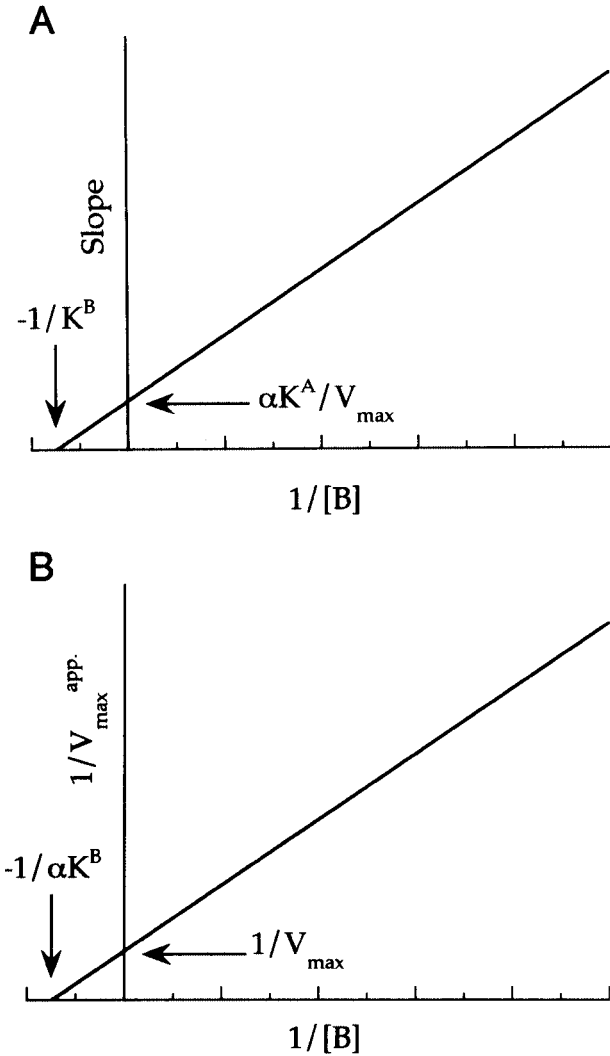 A
Slope
-1/K^B
αK^A/V_max
1/[B]
B
1/V_max^app.
-1/αK^B
1/V_max
1/[B]